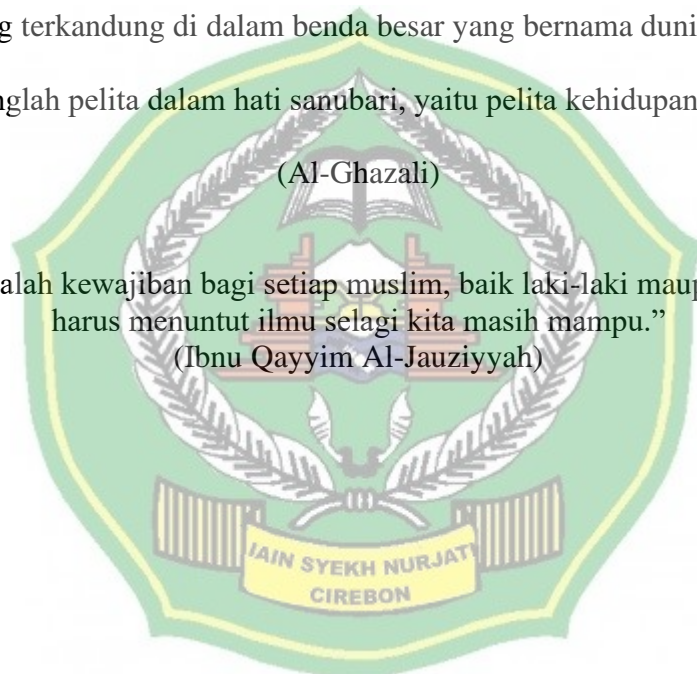 g terkandung di dalam benda besar yang bernama duni
nglah pelita dalam hati sanubari, yaitu pelita kehidupan
(Al-Ghazali)
alah kewajiban bagi setiap muslim, baik laki-laki maup
harus menuntut ilmu selagi kita masih mampu.”
(Ibnu Qayyim Al-Jauziyyah)
IAIN SYEKH NURJATI
CIREBON